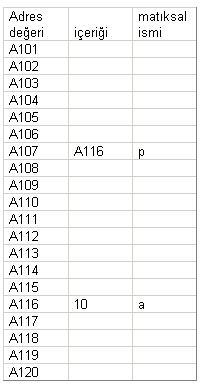 Adres değeri içeriği matıksal ismi
A101
A102
A103
A104
A105
A106
A107 A116 p
A108
A109
A110
A111
A112
A113
A114
A115
A116 10 a
A117
A118
A119
A120